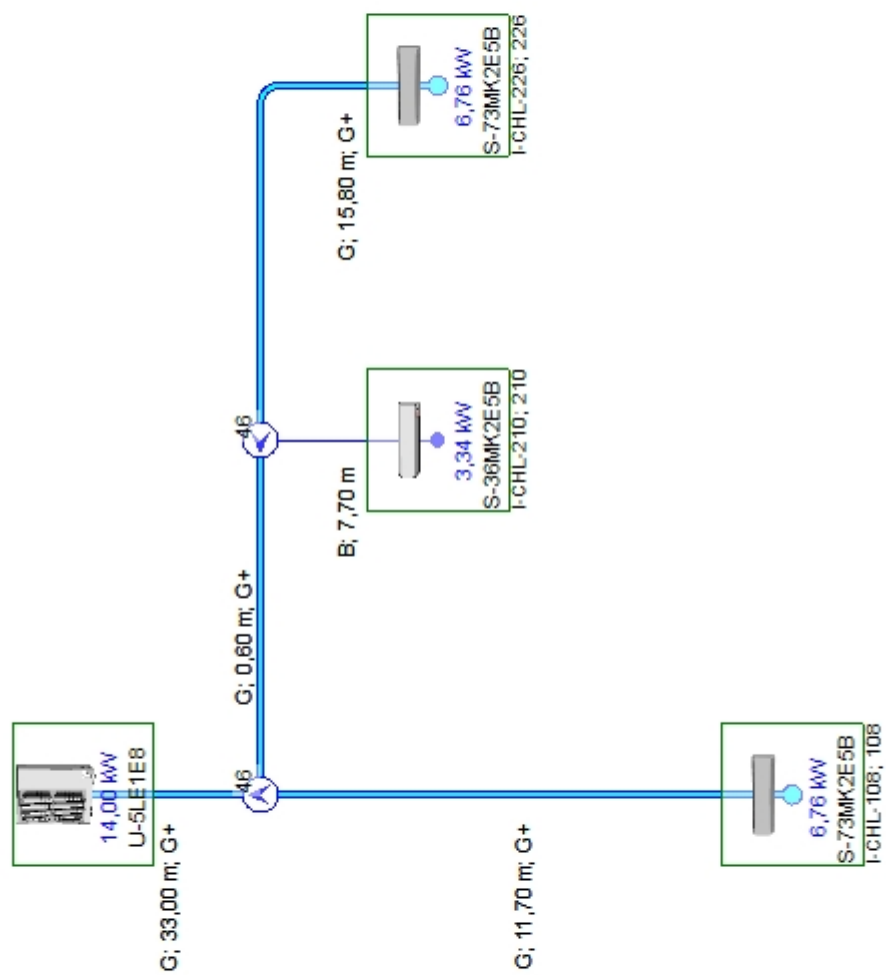 14,00 kW
U-5LE1E8
G; 33,00 m; G+
46
G; 0,60 m; G+
46
G; 15,80 m; G+
6,76 kW
S-73MK2E5B
I-CHL-226; 226
B; 7,70 m
3,34 kW
S-36MK2E5B
I-CHL-210; 210
G; 11,70 m; G+
6,76 kW
S-73MK2E5B
I-CHL-108; 108